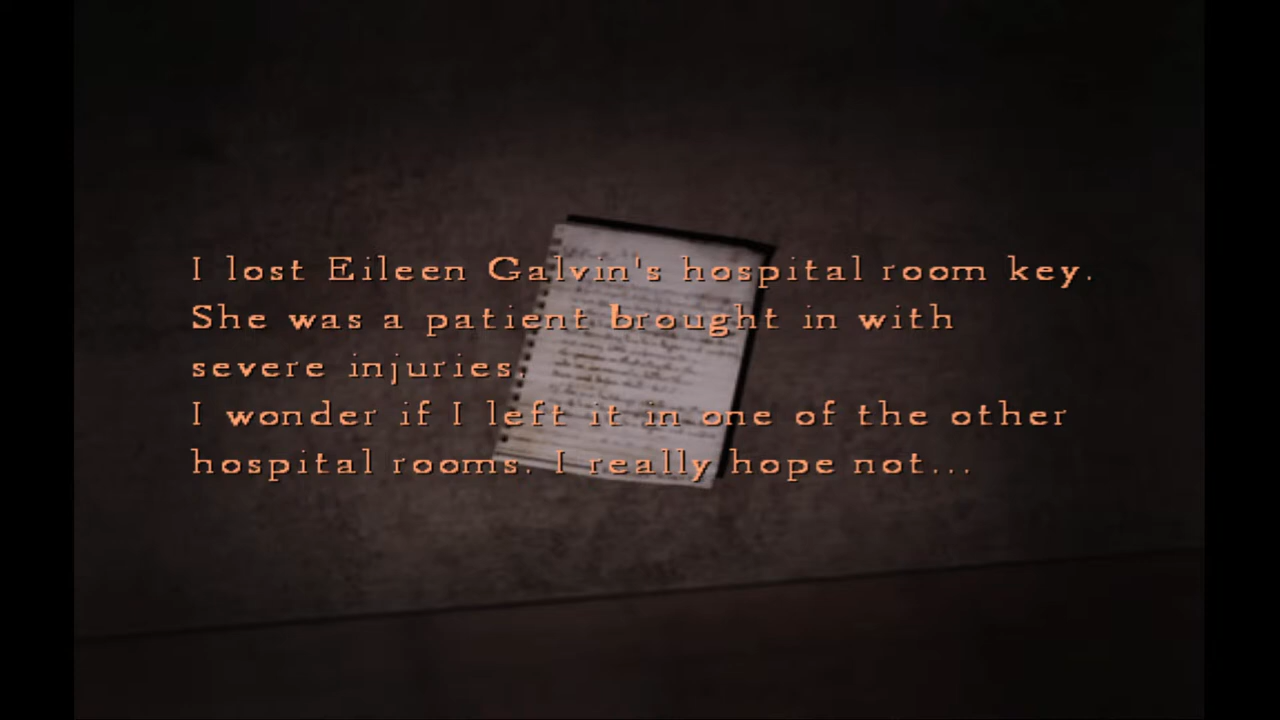 I lost Eileen Galvin's hospital room key.
She was a patient brought in with
severe injuries.
I wonder if I left it in one of the other
hospital rooms. I really hope not...